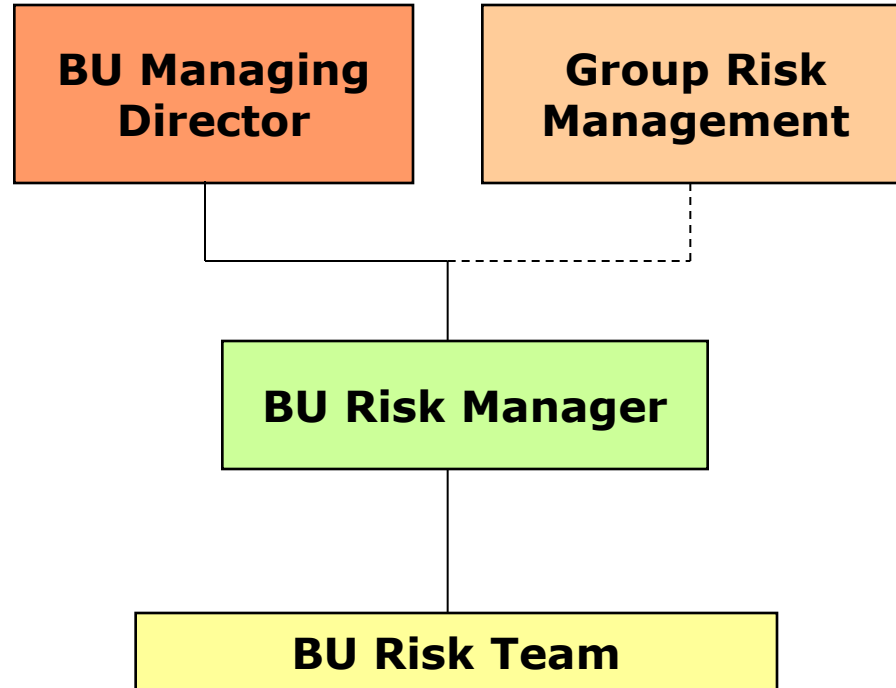 BU Managing
Director
Group Risk
Management
BU Risk Manager
BU Risk Team